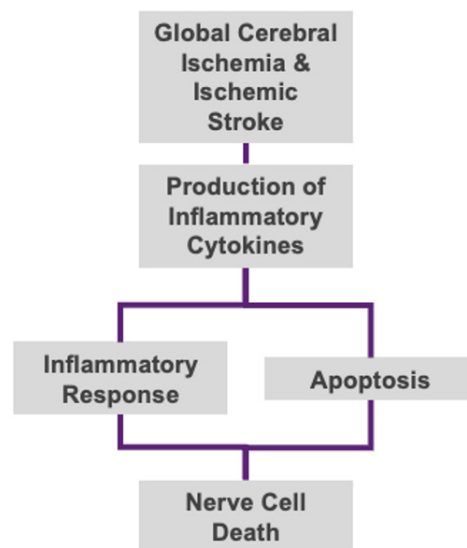 Global Cerebral
Ischemia &
Ischemic
Stroke
Production of
Inflammatory
Cytokines
Inflammatory
Response
Apoptosis
Nerve Cell
Death